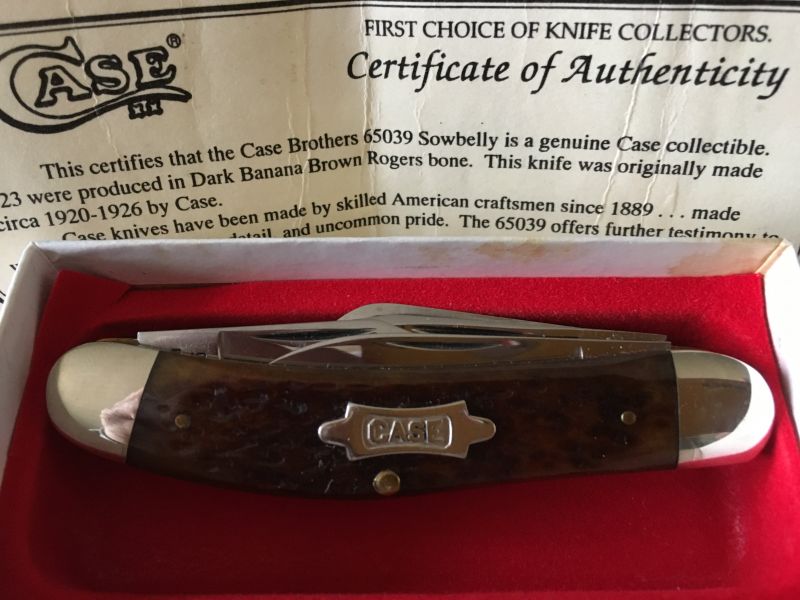 FIRST CHOICE OF KNIFE COLLECTORS.
CASE®
XX
Certificate of Authenticity
This certifies that the Case Brothers 65039 Sowbelly is a genuine Case collectible.
23 were produced in Dark Banana Brown Rogers bone. This knife was originally made
circa 1920-1926 by Case.
Case knives have been made by skilled American craftsmen since 1889 . . . made
detail, and uncommon pride. The 65039 offers further testimony to
CASE